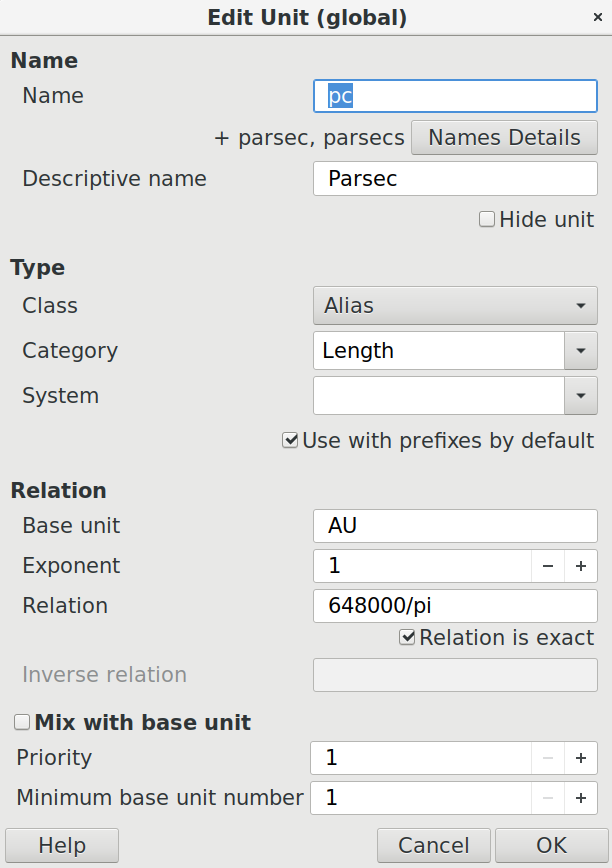 Edit Unit (global) ×
Name
Name pc
+ parsec, parsecs Names Details
Descriptive name Parsec
Hide unit
Type
Class Alias
Category Length
System
Use with prefixes by default
Relation
Base unit AU
Exponent 1 − +
Relation 648000/pi
Relation is exact
Inverse relation
Mix with base unit
Priority 1 − +
Minimum base unit number 1 − +
Help Cancel OK